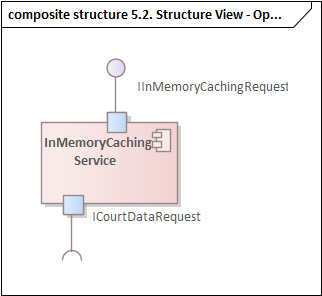 composite structure 5.2. Structure View - Op...
IInMemoryCachingRequest
InMemoryCaching
Service
ICourtDataRequest